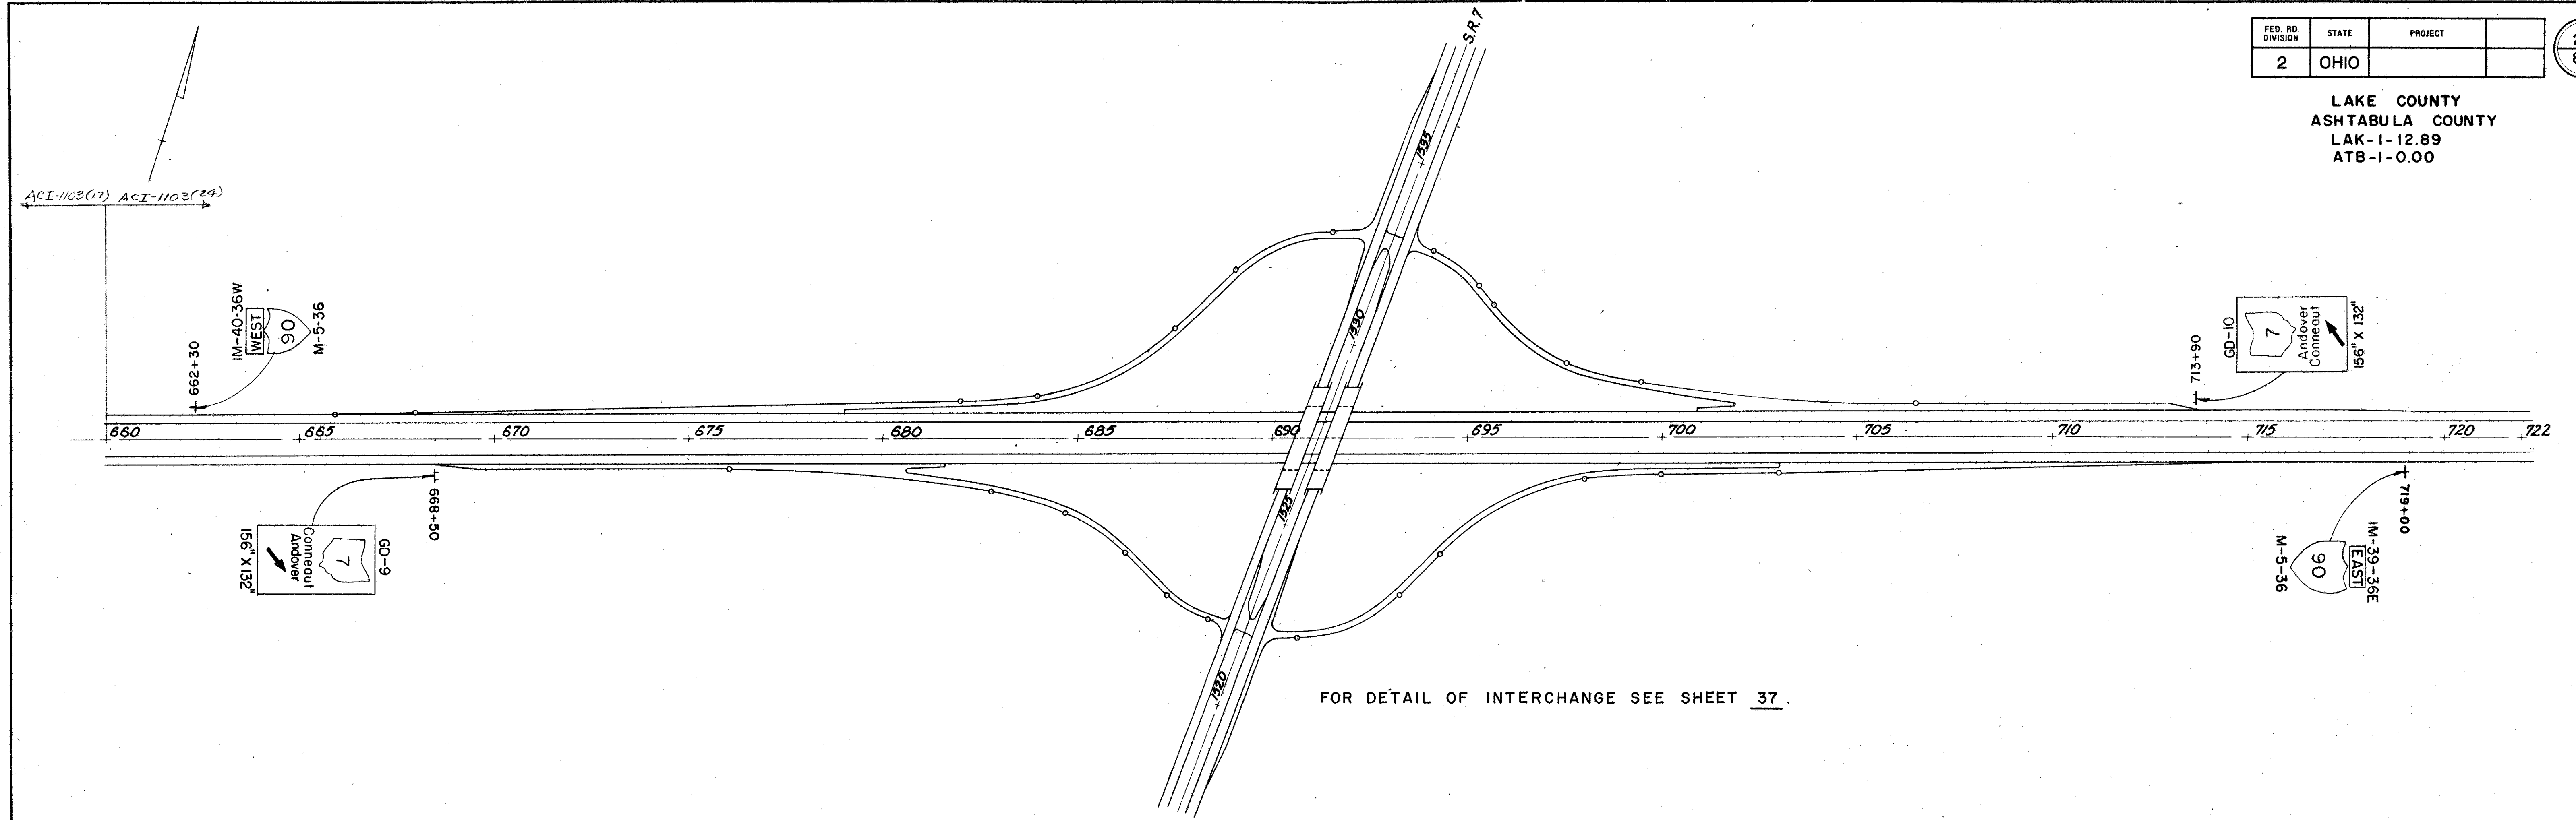 FED. RD. DIVISION
STATE
PROJECT
2
OHIO
LAKE COUNTY
ASHTABULA COUNTY
LAK-1-12.89
ATB-1-0.00
S.R.7
ACI-1103(17) ACI-1103(24)
1335
1330
1325
1320
662+30
IM-40-36W
WEST
90
M-5-36
GD-10
7
Andover
Conneaut
156" X 132"
713+90
660 665 670 675 680 685 690 695 700 705 710 715 720 722
668+50
GD-9
7
Conneaut
Andover
156" X 132"
719+00
IM-39-36E
EAST
90
M-5-36
FOR DETAIL OF INTERCHANGE SEE SHEET 37.